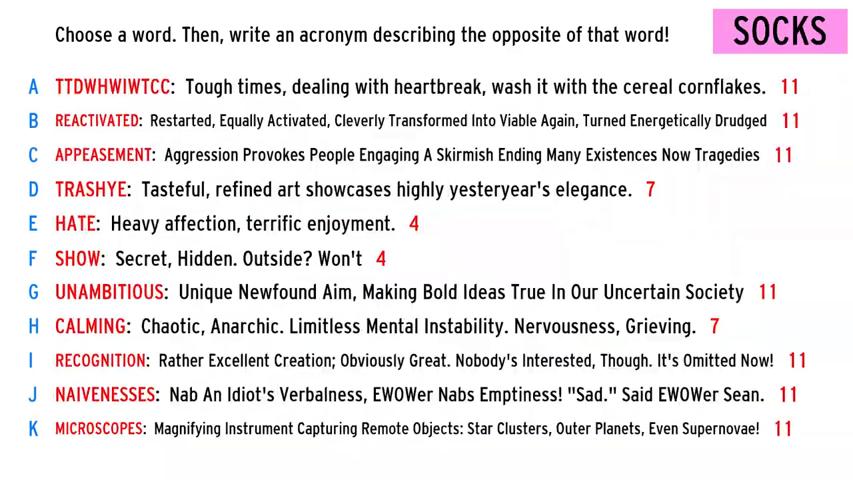 Choose a word. Then, write an acronym describing the opposite of that word!
SOCKS
A TTDWHWIWTCC: Tough times, dealing with heartbreak, wash it with the cereal cornflakes. 11
B REACTIVATED: Restarted, Equally Activated, Cleverly Transformed Into Viable Again, Turned Energetically Drudged 11
C APPEASEMENT: Aggression Provokes People Engaging A Skirmish Ending Many Existences Now Tragedies 11
D TRASHYE: Tasteful, refined art showcases highly yesteryear's elegance. 7
E HATE: Heavy affection, terrific enjoyment. 4
F SHOW: Secret, Hidden. Outside? Won't 4
G UNAMBITIOUS: Unique Newfound Aim, Making Bold Ideas True In Our Uncertain Society 11
H CALMING: Chaotic, Anarchic. Limitless Mental Instability. Nervousness, Grieving. 7
I RECOGNITION: Rather Excellent Creation; Obviously Great. Nobody's Interested, Though. It's Omitted Now! 11
J NAIVENESSES: Nab An Idiot's Verbalness, EWOWer Nabs Emptiness! "Sad." Said EWOWer Sean. 11
K MICROSCOPES: Magnifying Instrument Capturing Remote Objects: Star Clusters, Outer Planets, Even Supernovae! 11